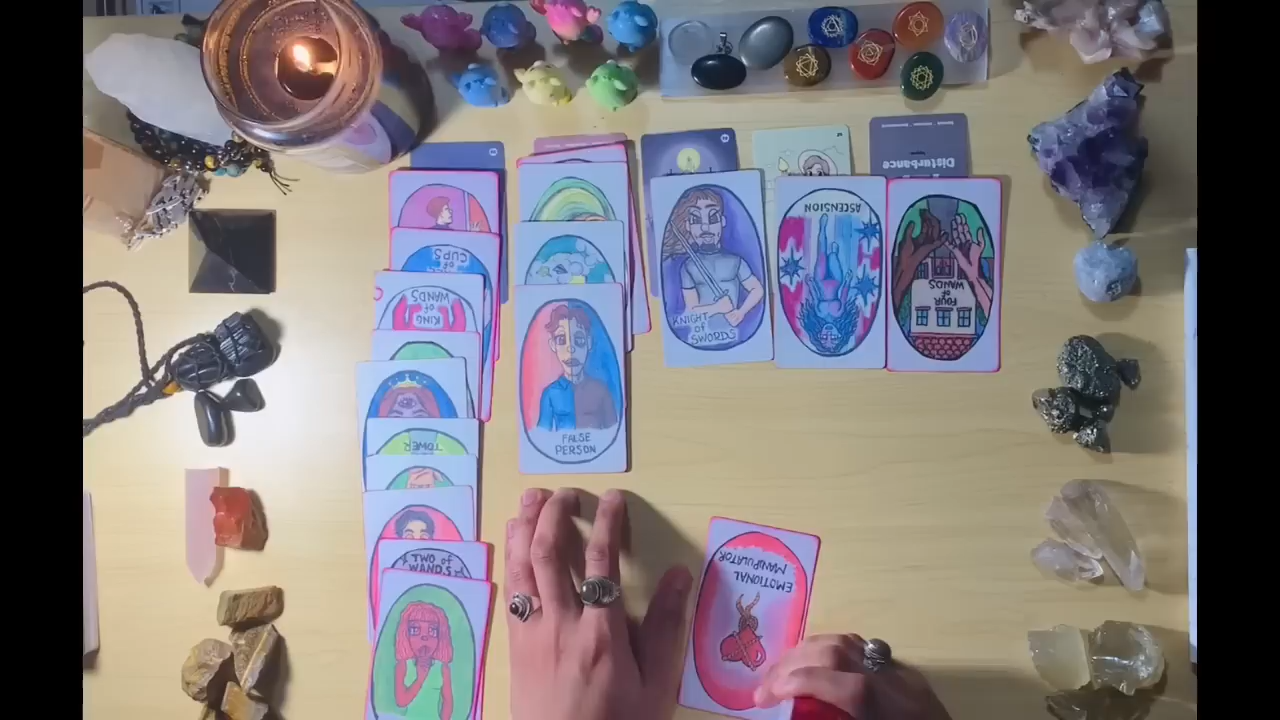 Disturbance
CUPS
of
KING
of
WANDS
TOWER
TWO of
WANDS
FALSE
PERSON
KNIGHT
of
SWORDS
ASCENSION
FOUR
of
WANDS
EMOTIONAL
MANIPULATOR